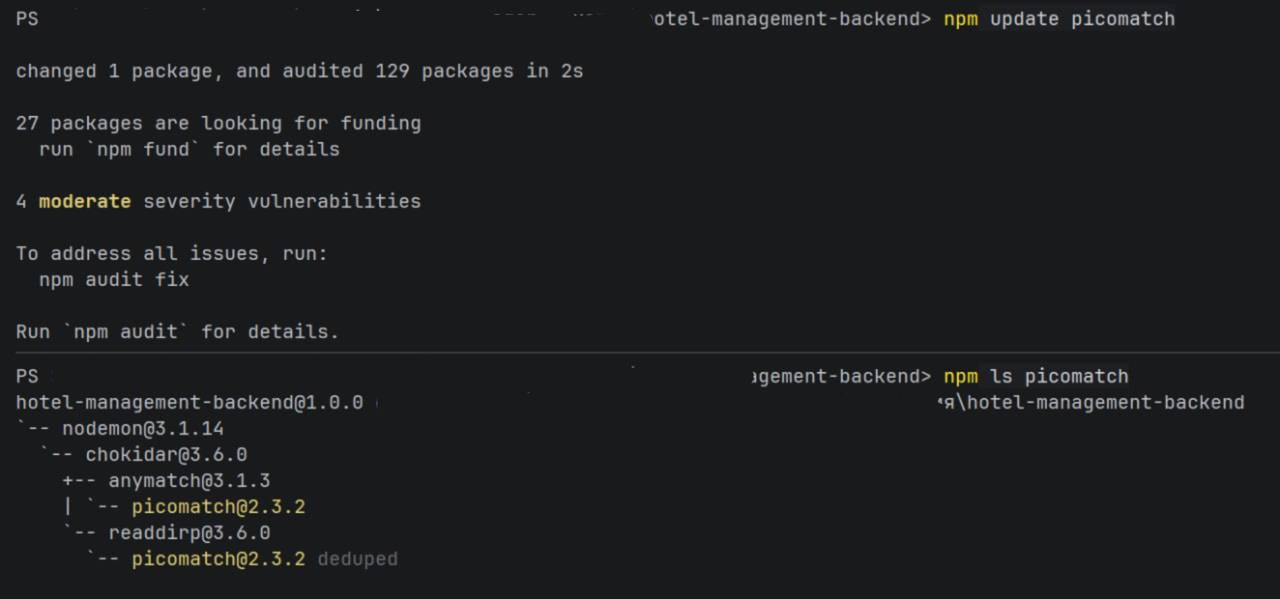 PS otel-management-backend> npm update picomatch
changed 1 package, and audited 129 packages in 2s
27 packages are looking for funding
  run `npm fund` for details
4 moderate severity vulnerabilities
To address all issues, run:
  npm audit fix
Run `npm audit` for details.
PS agement-backend> npm ls picomatch
hotel-management-backend@1.0.0 я\hotel-management-backend
`-- nodemon@3.1.14
  `-- chokidar@3.6.0
    +-- anymatch@3.1.3
    | `-- picomatch@2.3.2
    `-- readdirp@3.6.0
      `-- picomatch@2.3.2 deduped